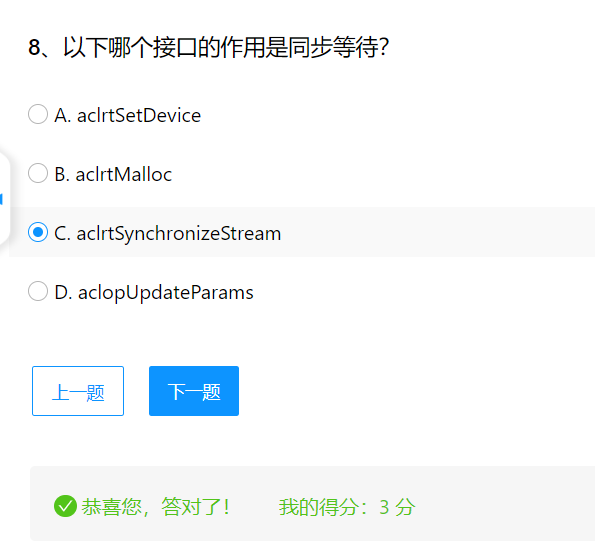 8、以下哪个接口的作用是同步等待？
A. aclrtSetDevice
B. aclrtMalloc
C. aclrtSynchronizeStream
D. aclopUpdateParams
上一题 下一题
恭喜您，答对了！ 我的得分：3 分